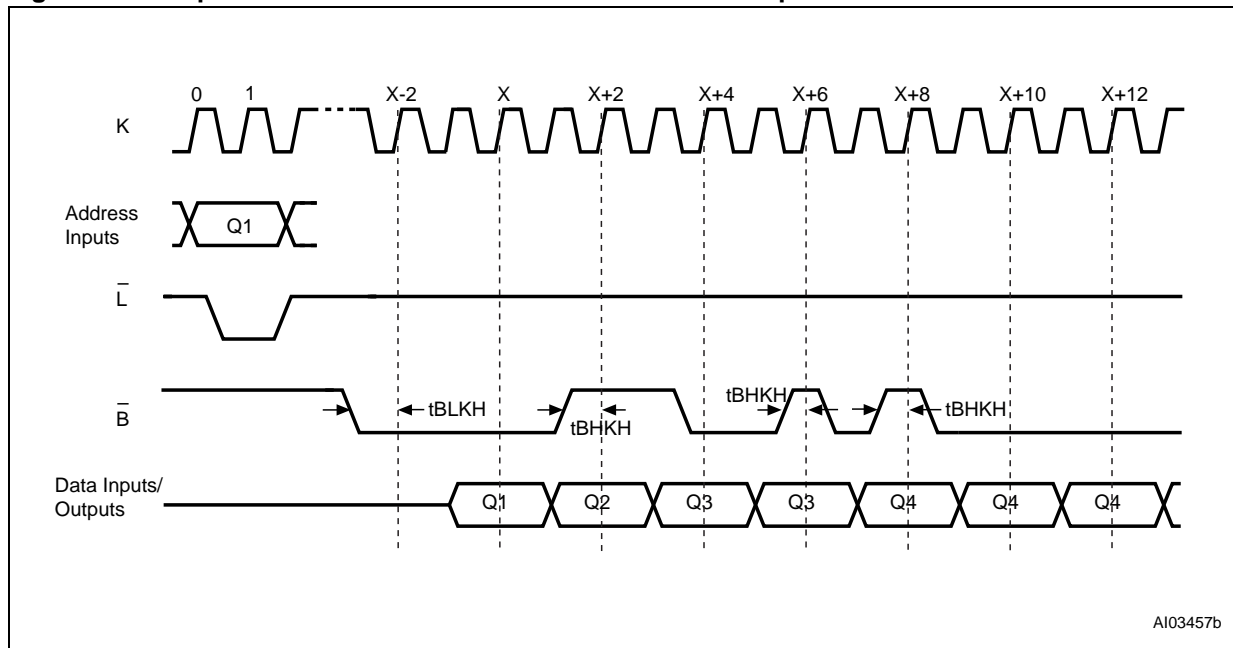 0 1 X-2 X X+2 X+4 X+6 X+8 X+10 X+12
K
Address
Inputs
Q1
L̅
B̅
tBLKH
tBHKH
tBHKH
tBHKH
Data Inputs/
Outputs
Q1 Q2 Q3 Q3 Q4 Q4 Q4
AI03457b